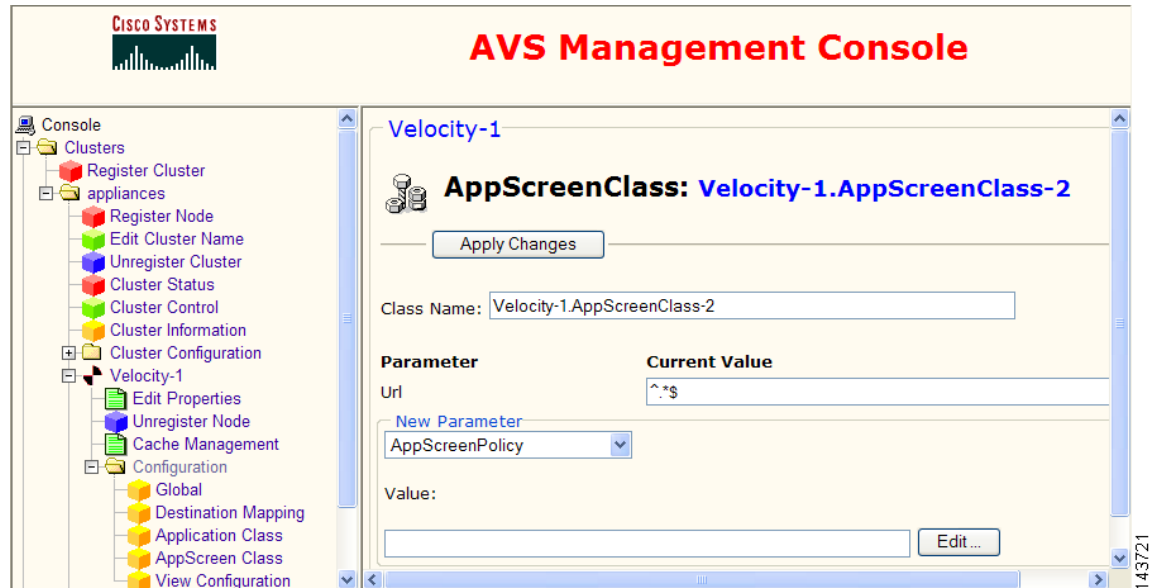 CISCO SYSTEMS
AVS Management Console
Console
Clusters
Register Cluster
appliances
Register Node
Edit Cluster Name
Unregister Cluster
Cluster Status
Cluster Control
Cluster Information
Cluster Configuration
Velocity-1
Edit Properties
Unregister Node
Cache Management
Configuration
Global
Destination Mapping
Application Class
AppScreen Class
View Configuration
Velocity-1
AppScreenClass: Velocity-1.AppScreenClass-2
Apply Changes
Class Name: Velocity-1.AppScreenClass-2
Parameter Current Value
Url ^.*$
New Parameter
AppScreenPolicy
Value:
Edit...
143721